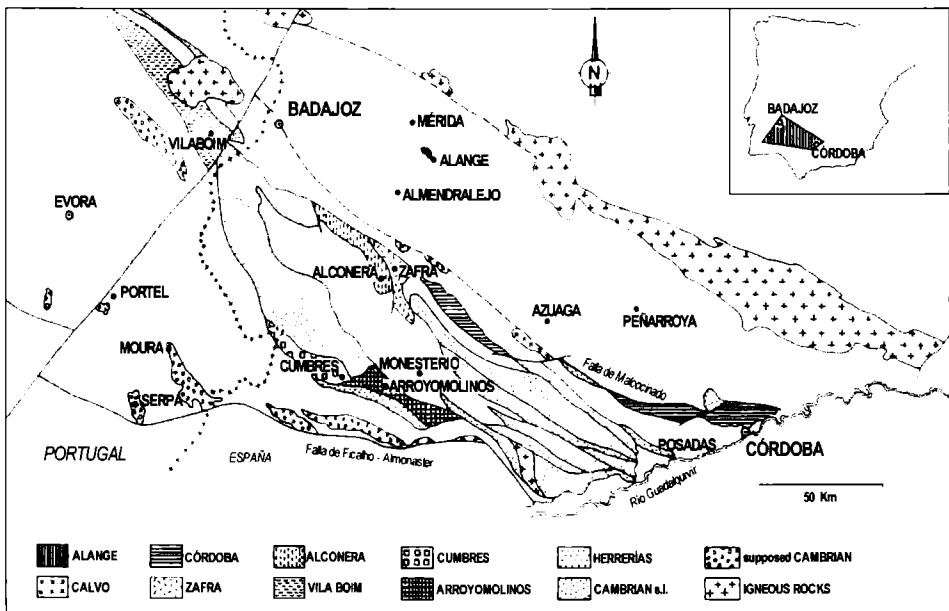 N
BADAJOZ
MÉRIDA
BADAJOZ
CÓRDOBA
VILABOIM
ALANGE
ALMENDRALEJO
EVORA
ALCONERA
ZAFRA
PORTEL
AZUAGA
PEÑARROYA
MOURA
CUMBRES
MONESTERIO
ARROYOMOLINOS
Falla de Malcocinado
SERPA
PORTUGAL
ESPAÑA
Falla de Ficalho - Almonaster
POSADAS
CÓRDOBA
Río Guadalquivir
50 Km
ALANGE
CÓRDOBA
ALCONERA
CUMBRES
HERRERÍAS
supposed CAMBRIAN
CALVO
ZAFRA
VILA BOIM
ARROYOMOLINOS
CAMBRIAN s.l.
IGNEOUS ROCKS